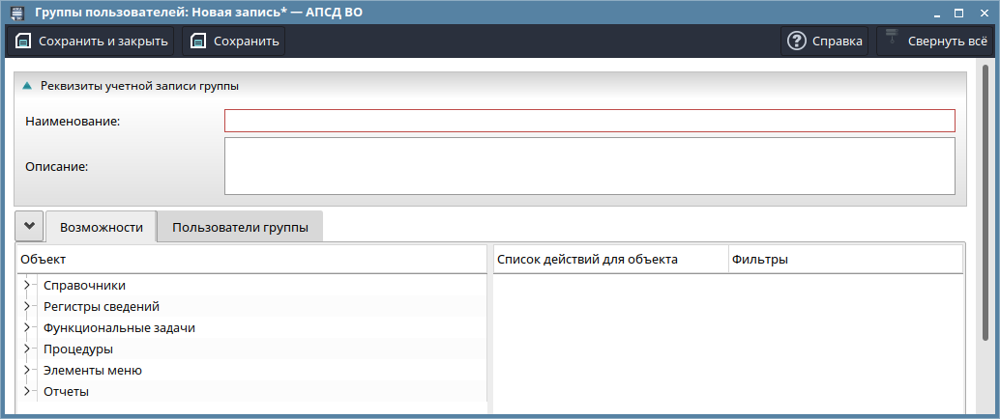 Группы пользователей: Новая запись* — АПСД ВО
Сохранить и закрыть Сохранить Справка Свернуть всё
Реквизиты учетной записи группы
Наименование:
Описание:
Возможности Пользователи группы
Объект Список действий для объекта Фильтры
Справочники
Регистры сведений
Функциональные задачи
Процедуры
Элементы меню
Отчеты